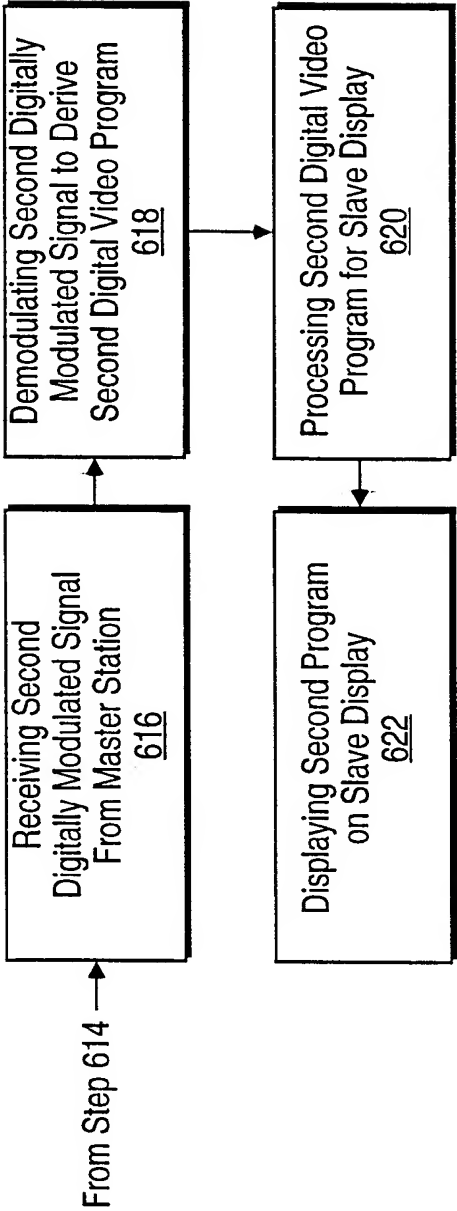 From Step 614
Receiving Second
Digitally Modulated Signal
From Master Station
616
Demodulating Second Digitally
Modulated Signal to Derive
Second Digital Video Program
618
Processing Second Digital Video
Program for Slave Display
620
Displaying Second Program
on Slave Display
622